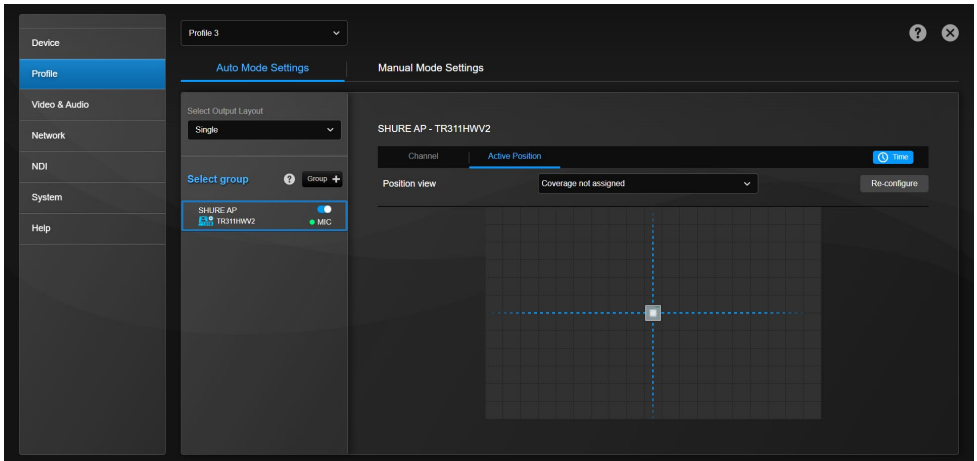 Device
Profile
Video & Audio
Network
NDI
System
Help
Profile 3
Auto Mode Settings
Manual Mode Settings
Select Output Layout
Single
Select group
Group +
SHURE AP
TR311HWV2
MIC
SHURE AP - TR311HWV2
Channel
Active Position
Time
Position view
Coverage not assigned
Re-configure